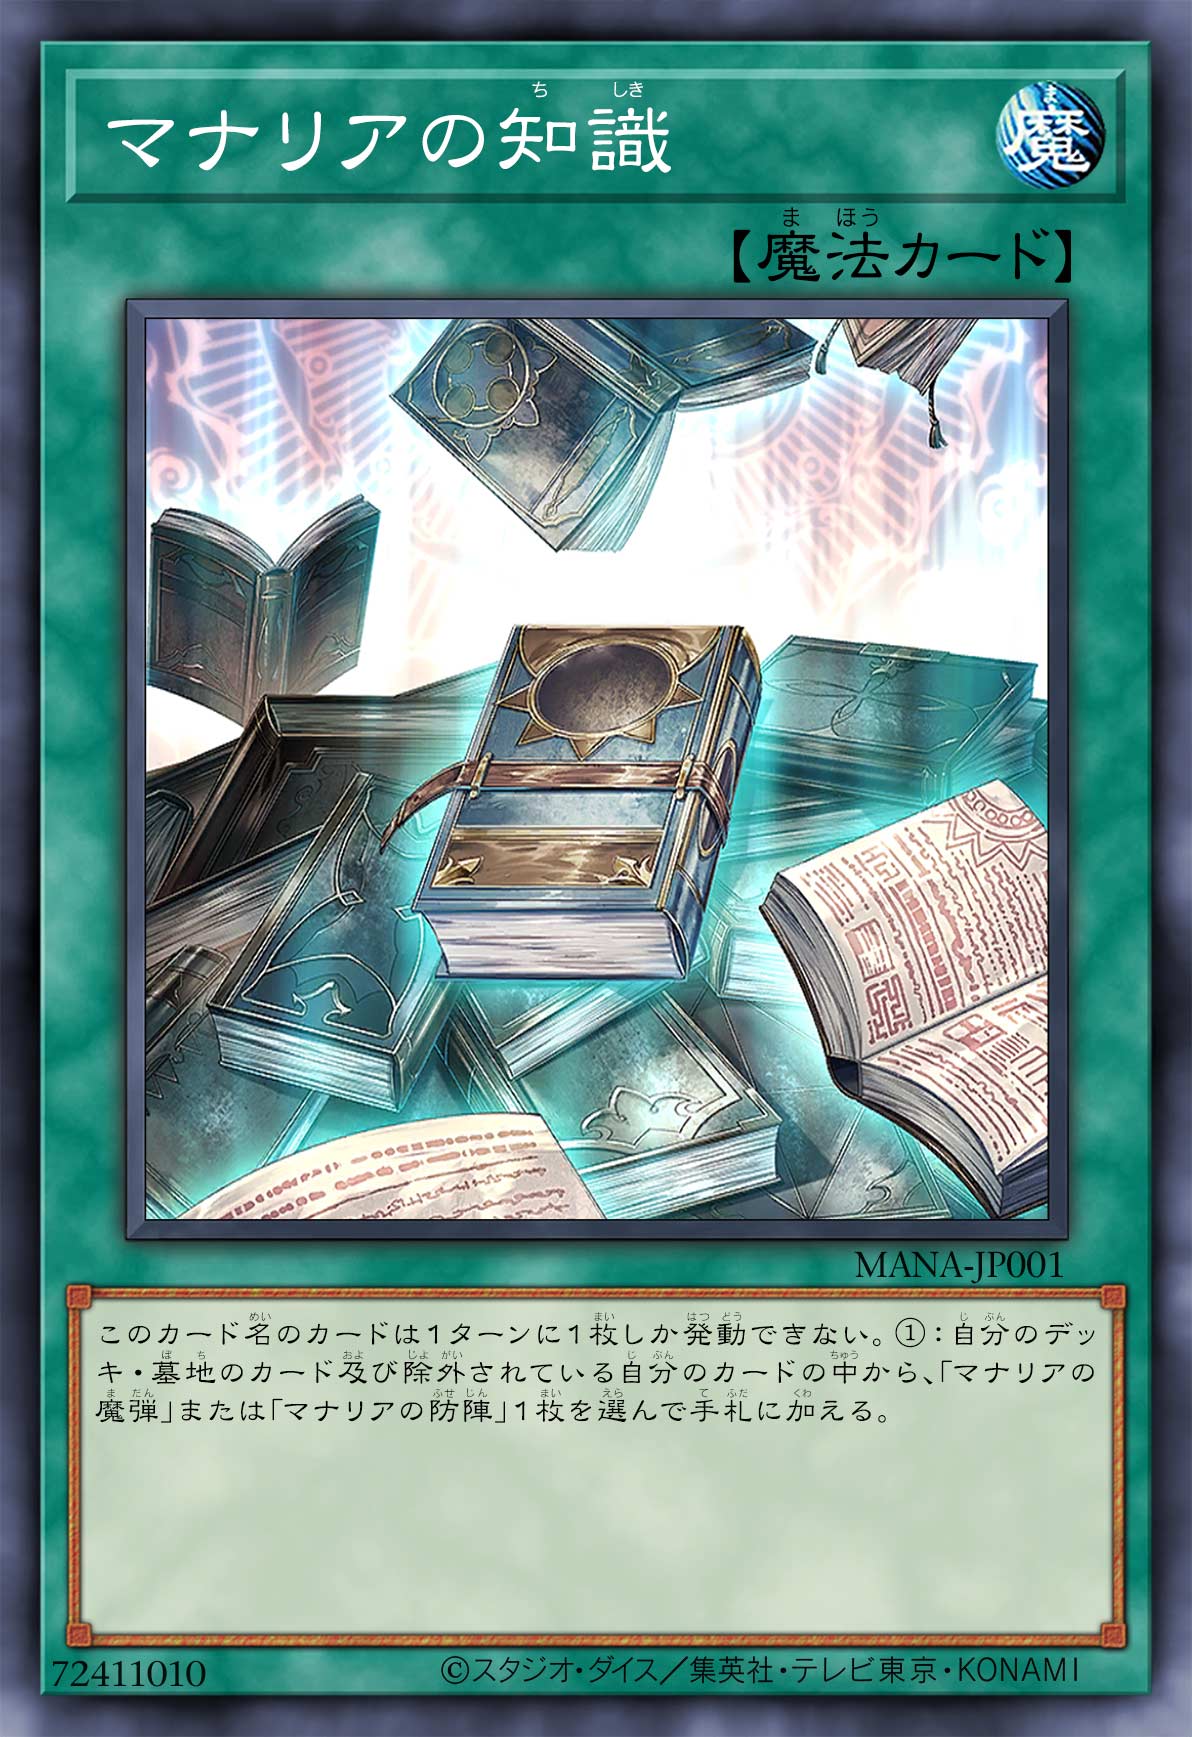 マナリアの知識
魔
【魔法カード】
MANA-JP001
このカード名のカードは1ターンに1枚しか発動できない。①：自分のデッ
キ・墓地のカード及び除外されている自分のカードの中から、「マナリアの
魔弾」または「マナリアの防陣」1枚を選んで手札に加える。
72411010
©スタジオ・ダイス／集英社・テレビ東京・KONAMI